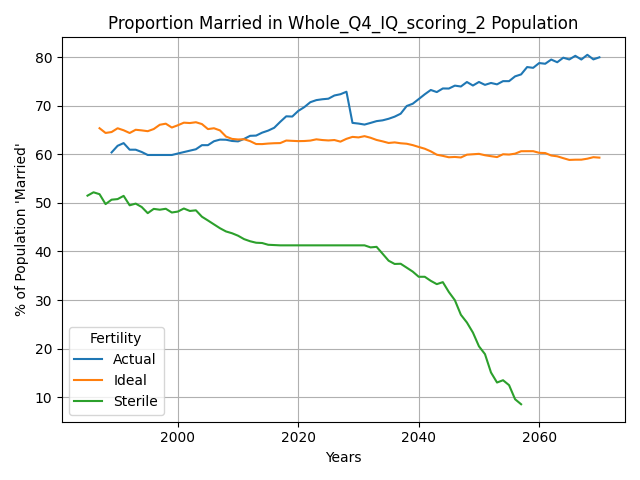 Proportion Married in Whole_Q4_IQ_scoring_2 Population
% of Population 'Married'
80
70
60
50
40
30
20
10
Fertility
Actual
Ideal
Sterile
2000 2020 2040 2060
Years